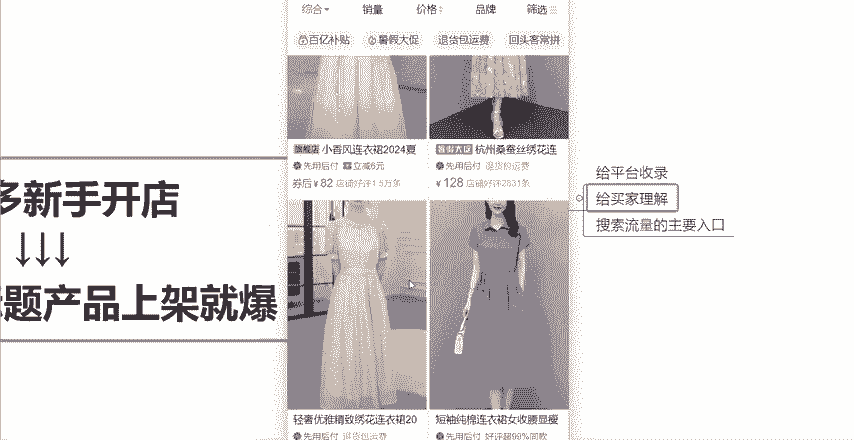 综合 销量 价格 品牌 筛选
百亿补贴 暑假大促 退货包运费 回头客常拼
旗舰店 小香风连衣裙2024夏
先用后付 立减6元
券后¥82 店铺好评1.5万条
暑假大促 杭州桑蚕丝绣花连
先用后付 退货包运费
¥128 店铺好评2831条
轻奢优雅精致绣花连衣裙20
先用后付 退货包运费
短袖纯棉连衣裙女收腰显瘦
先用后付 好评超99%同款
多新手开店
↓↓↓
题产品上架就爆
给平台收录
给买家理解
搜索流量的主要入口